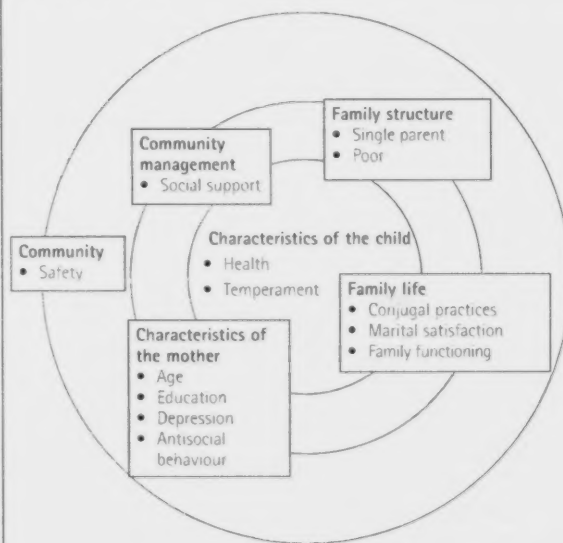 Family structure
• Single parent
• Poor
Community
management
• Social support
Community
• Safety
Characteristics of the child
• Health
• Temperament
Family life
• Conjugal practices
• Marital satisfaction
• Family functioning
Characteristics of
the mother
• Age
• Education
• Depression
• Antisocial
behaviour